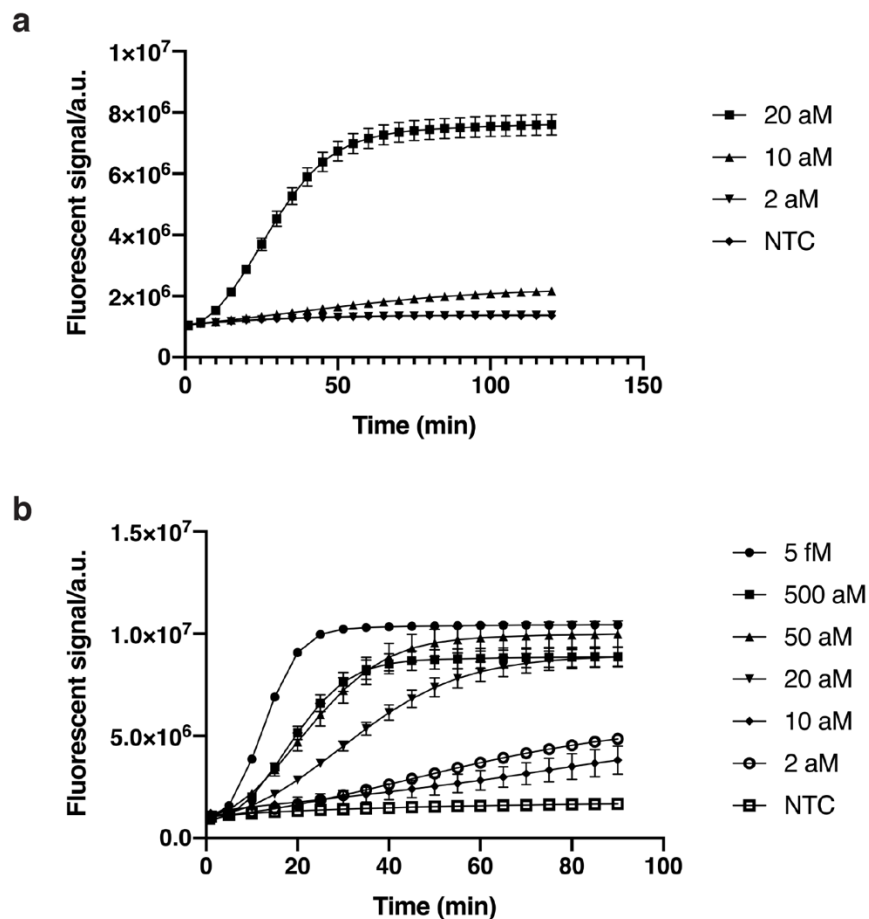 a
Fluorescent signal/a.u.
1×10⁷
8×10⁶
6×10⁶
4×10⁶
2×10⁶
0
0 50 100 150
Time (min)
20 aM
10 aM
2 aM
NTC
b
Fluorescent signal/a.u.
1.5×10⁷
1.0×10⁷
5.0×10⁶
0.0
0 20 40 60 80 100
Time (min)
5 fM
500 aM
50 aM
20 aM
10 aM
2 aM
NTC